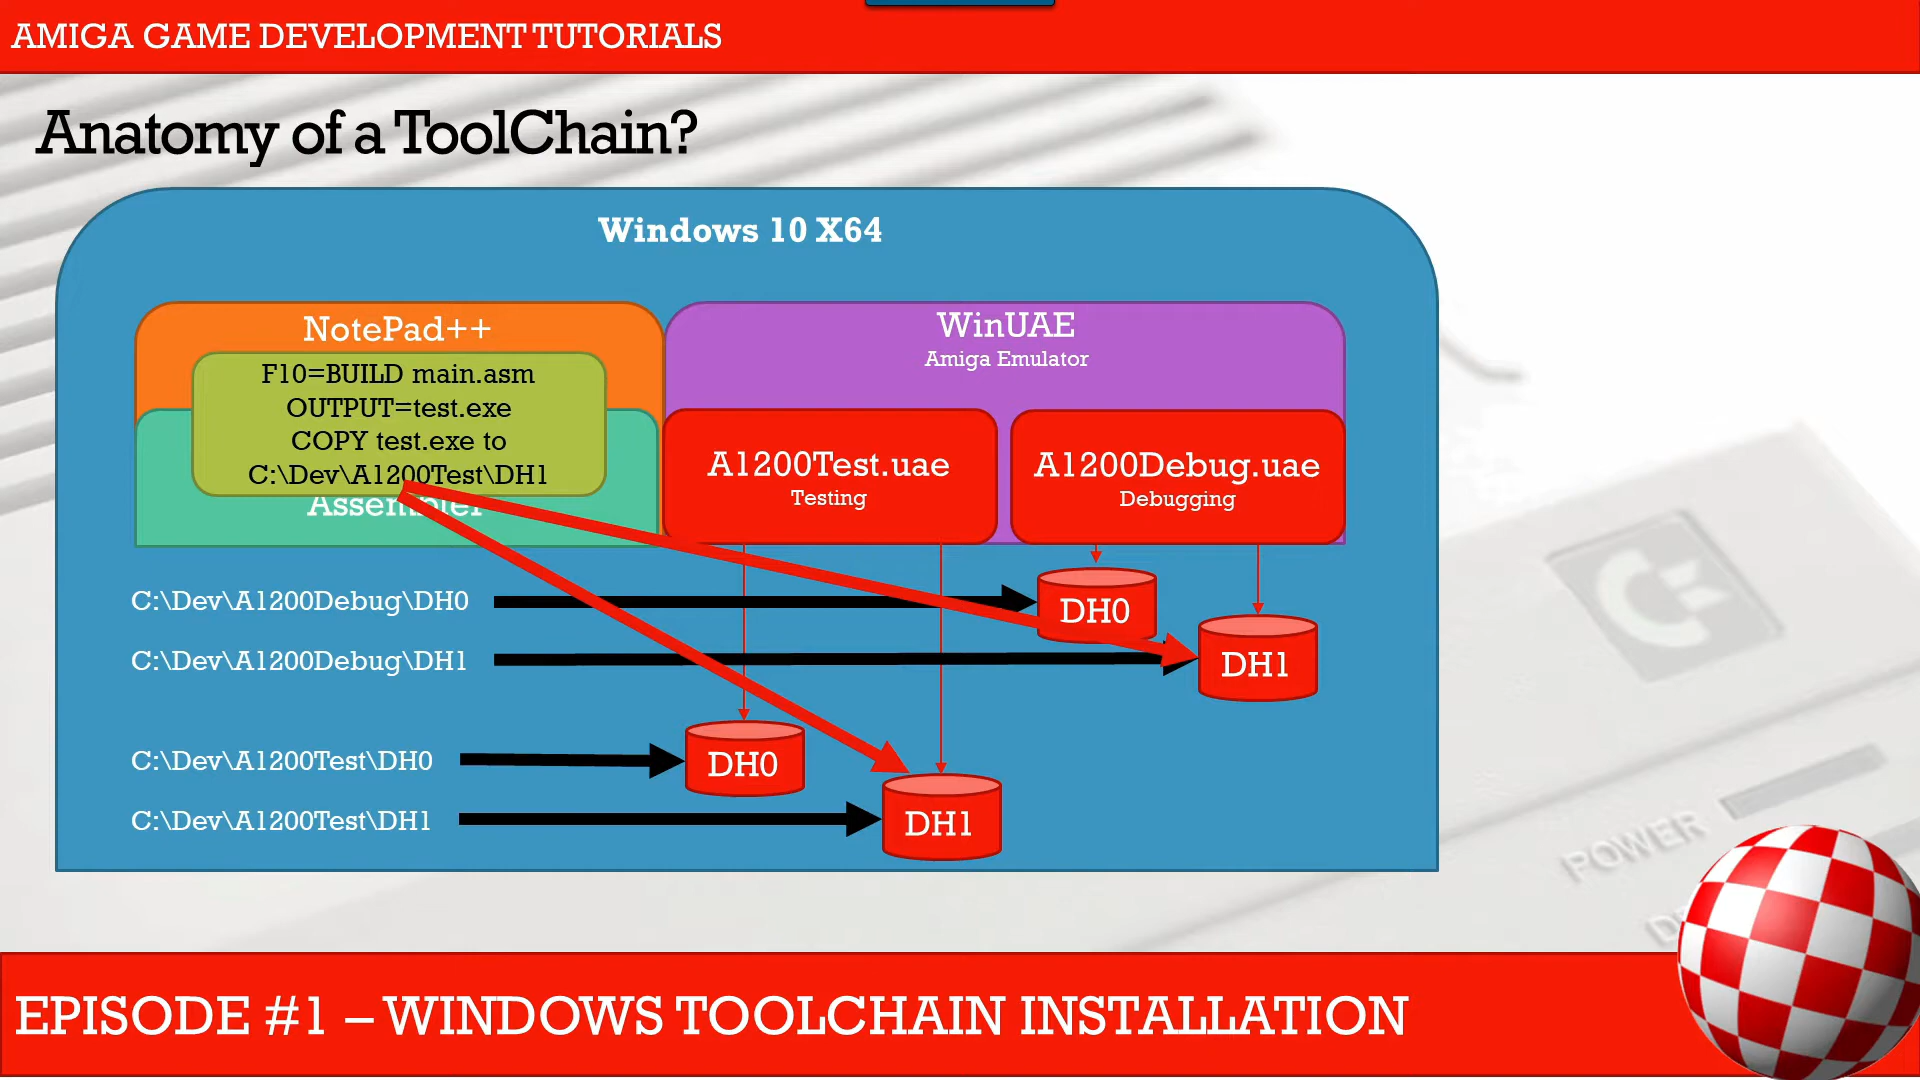 AMIGA GAME DEVELOPMENT TUTORIALS
Anatomy of a ToolChain?
Windows 10 X64
NotePad++
F10=BUILD main.asm
OUTPUT=test.exe
COPY test.exe to
C:\Dev\A1200Test\DH1
Assembler
WinUAE
Amiga Emulator
A1200Test.uae
Testing
A1200Debug.uae
Debugging
C:\Dev\A1200Debug\DH0
DH0
C:\Dev\A1200Debug\DH1
DH1
C:\Dev\A1200Test\DH0
DH0
C:\Dev\A1200Test\DH1
DH1
POWER
EPISODE #1 – WINDOWS TOOLCHAIN INSTALLATION